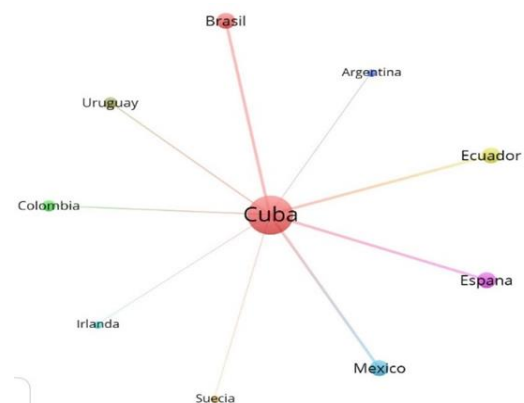 Brasil
Argentina
Uruguay
Ecuador
Colombia
Cuba
Espana
Irlanda
Mexico
Suecia